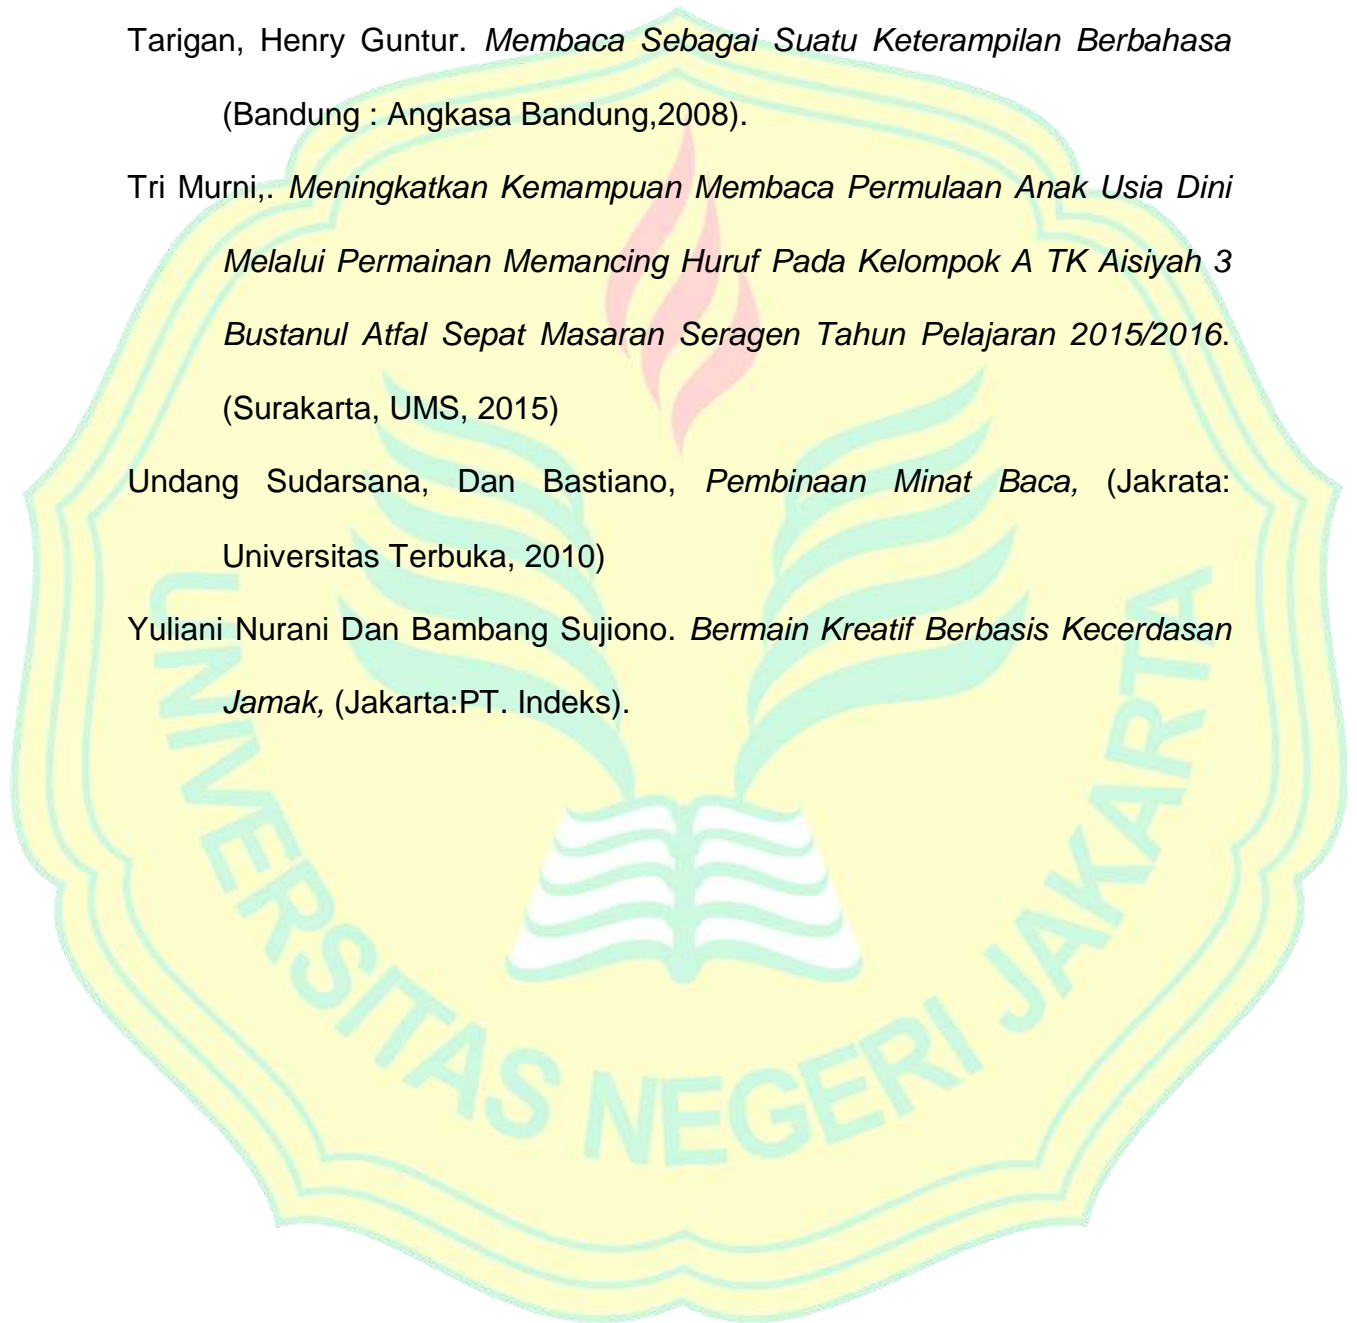 Tarigan, Henry Guntur. Membaca Sebagai Suatu Keterampilan Berbahasa
(Bandung : Angkasa Bandung,2008).
Tri Murni,. Meningkatkan Kemampuan Membaca Permulaan Anak Usia Dini
Melalui Permainan Memancing Huruf Pada Kelompok A TK Aisiyah 3
Bustanul Atfal Sepat Masaran Seragen Tahun Pelajaran 2015/2016.
(Surakarta, UMS, 2015)
Undang Sudarsana, Dan Bastiano, Pembinaan Minat Baca, (Jakrata:
Universitas Terbuka, 2010)
Yuliani Nurani Dan Bambang Sujiono. Bermain Kreatif Berbasis Kecerdasan
Jamak, (Jakarta:PT. Indeks).
UNIVERSITAS NEGERI JAKARTA